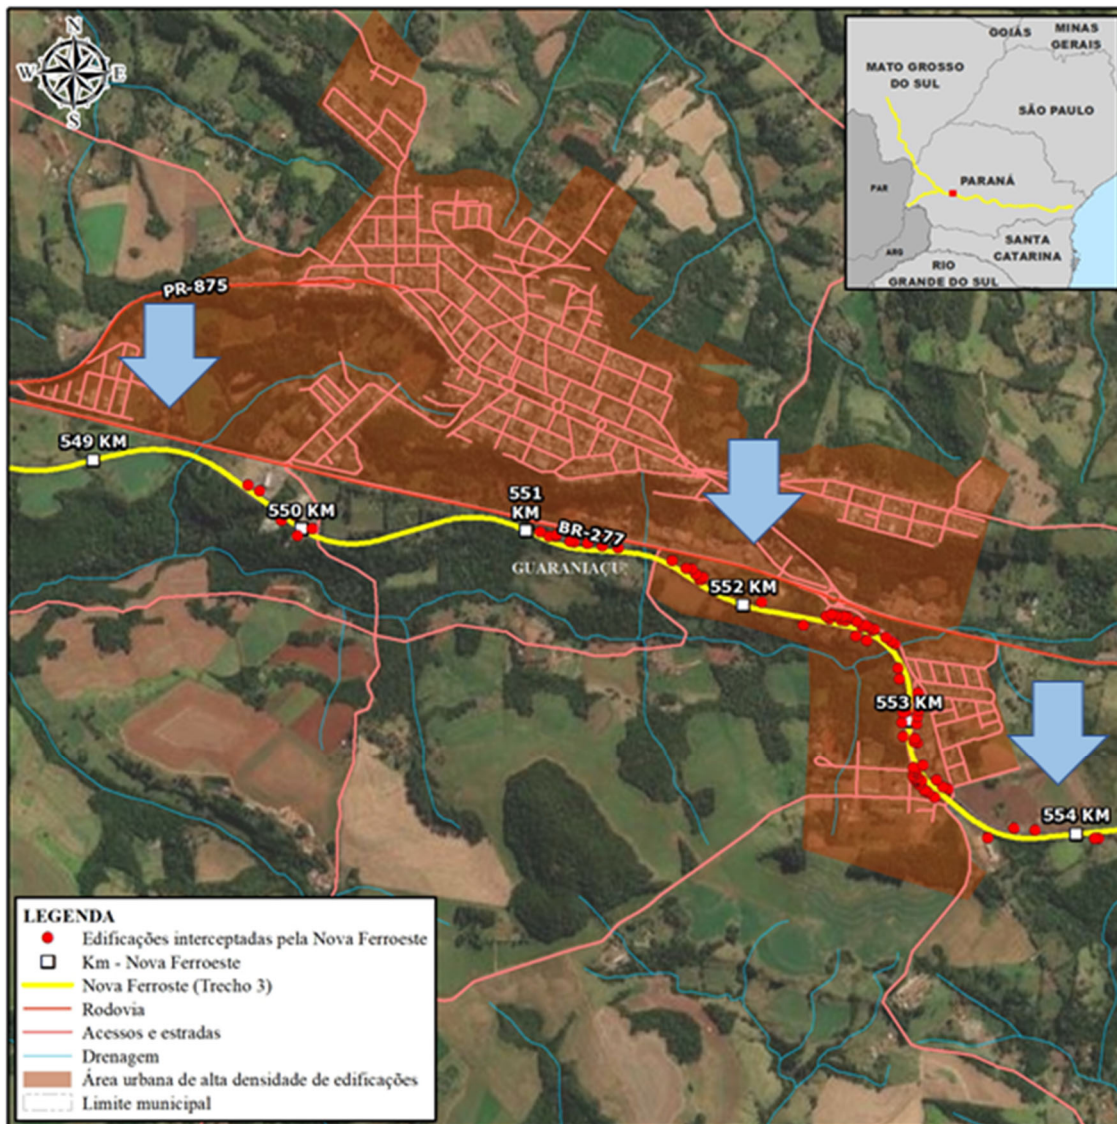 N
W
E
S
GOIÁS
MINAS
GERAIS
MATO GROSSO
DO SUL
SÃO PAULO
PAR
PARANÁ
ARG
SANTA
CATARINA
RIO
GRANDE DO SUL
PR-875
549 KM
550 KM
551
KM
BR-277
GUARANIAÇU
552 KM
553 KM
554 KM
LEGENDA
Edificações interceptadas pela Nova Ferroeste
Km - Nova Ferroeste
Nova Ferroste (Trecho 3)
Rodovia
Acessos e estradas
Drenagem
Área urbana de alta densidade de edificações
Limite municipal